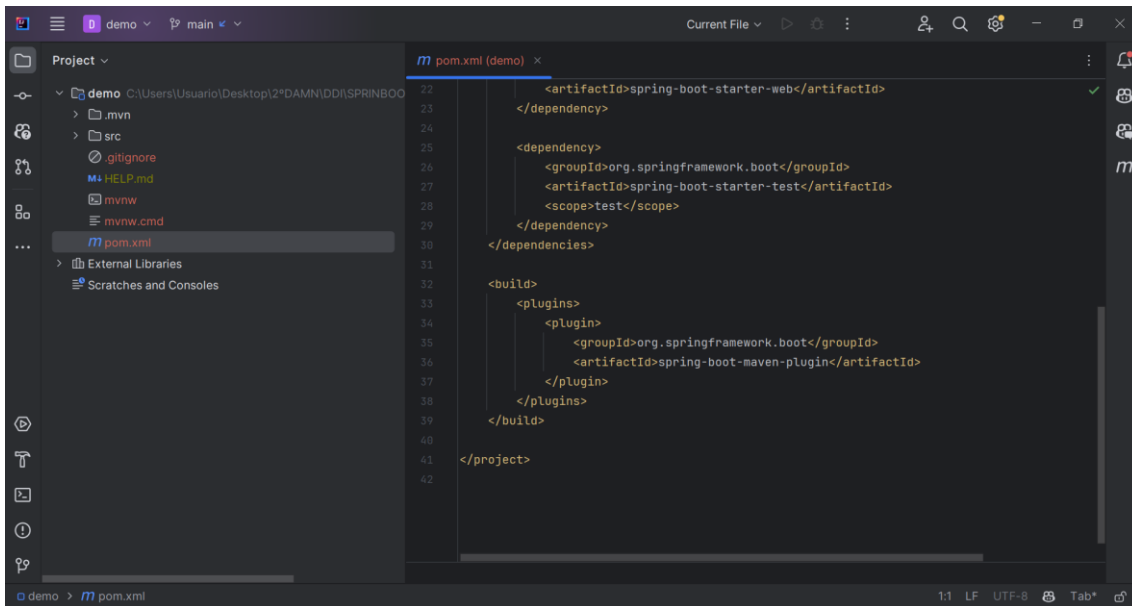 D demo main Current File
Project
m pom.xml (demo)
demo C:\Users\Usuario\Desktop\2ºDAMN\DDI\SPRINBOO
.mvn
src
.gitignore
M↓ HELP.md
mvnw
mvnw.cmd
m pom.xml
External Libraries
Scratches and Consoles
22 <artifactId>spring-boot-starter-web</artifactId>
23 </dependency>
24
25 <dependency>
26 <groupId>org.springframework.boot</groupId>
27 <artifactId>spring-boot-starter-test</artifactId>
28 <scope>test</scope>
29 </dependency>
30 </dependencies>
31
32 <build>
33 <plugins>
34 <plugin>
35 <groupId>org.springframework.boot</groupId>
36 <artifactId>spring-boot-maven-plugin</artifactId>
37 </plugin>
38 </plugins>
39 </build>
40
41 </project>
42
m
demo > m pom.xml 1:1 LF UTF-8 Tab*